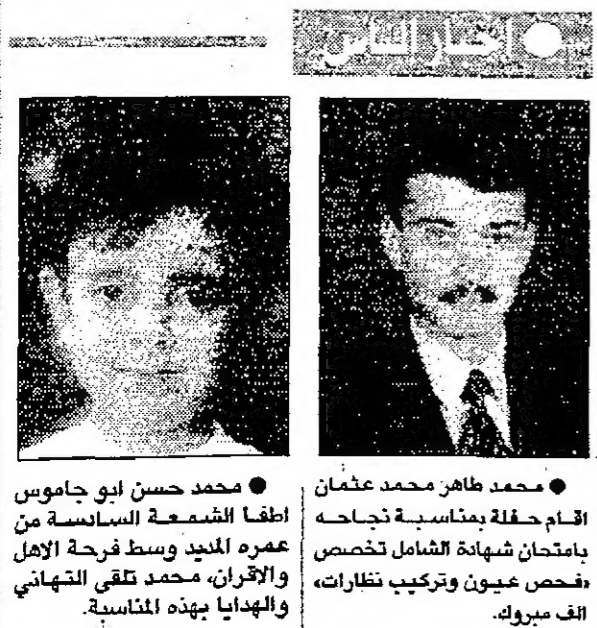 اخبار الناس
● محمد طاهر محمد عثمان
اقام حفلة بمناسبة نجاحه
بامتحان شهادة الشامل تخصص
«فحص عيون وتركيب نظارات»
الف مبروك.
● محمد حسن ابو جاموس
اطفأ الشمعة السادسة من
عمره المديد وسط فرحة الاهل
والاقران، محمد تلقى التهاني
والهدايا بهذه المناسبة.